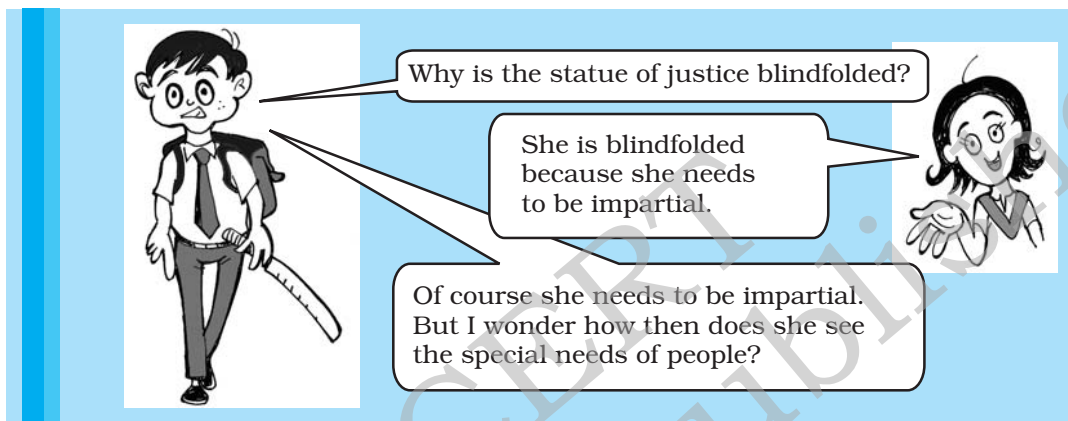 Why is the statue of justice blindfolded?
She is blindfolded
because she needs
to be impartial.
Of course she needs to be impartial.
But I wonder how then does she see
the special needs of people?